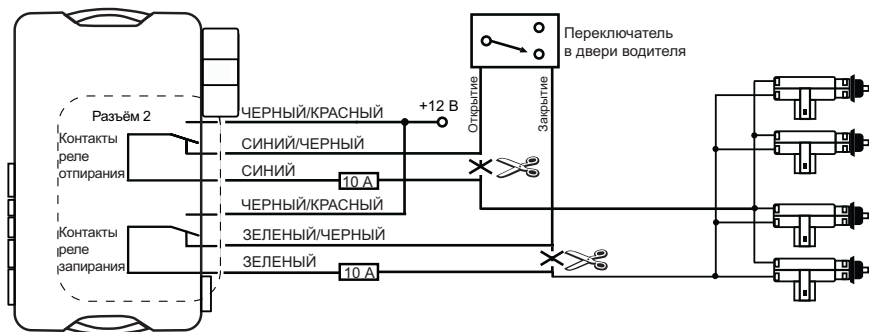 Переключатель
в двери водителя
Разъём 2
ЧЕРНЫЙ/КРАСНЫЙ
+12 В
Открытие
Закрытие
Контакты
реле
отпирания
СИНИЙ/ЧЕРНЫЙ
СИНИЙ
10 А
ЧЕРНЫЙ/КРАСНЫЙ
Контакты
реле
запирания
ЗЕЛЕНЫЙ/ЧЕРНЫЙ
ЗЕЛЕНЫЙ
10 А